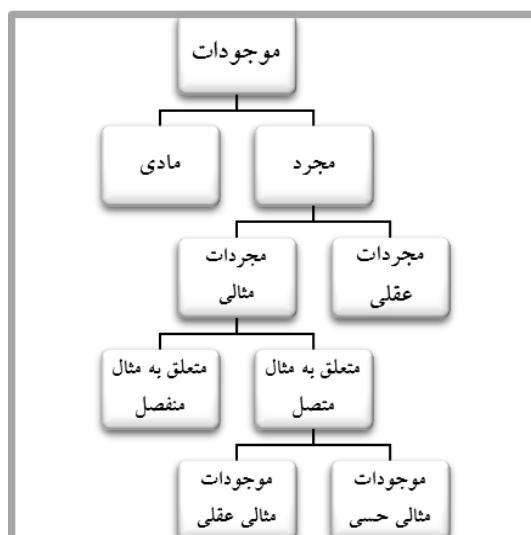 موجودات
مجرد
مادی
مجردات
عقلی
مجردات
مثالی
متعلق به مثال
متصل
متعلق به مثال
منفصل
موجودات
مثالی حسی
موجودات
مثالی عقلی